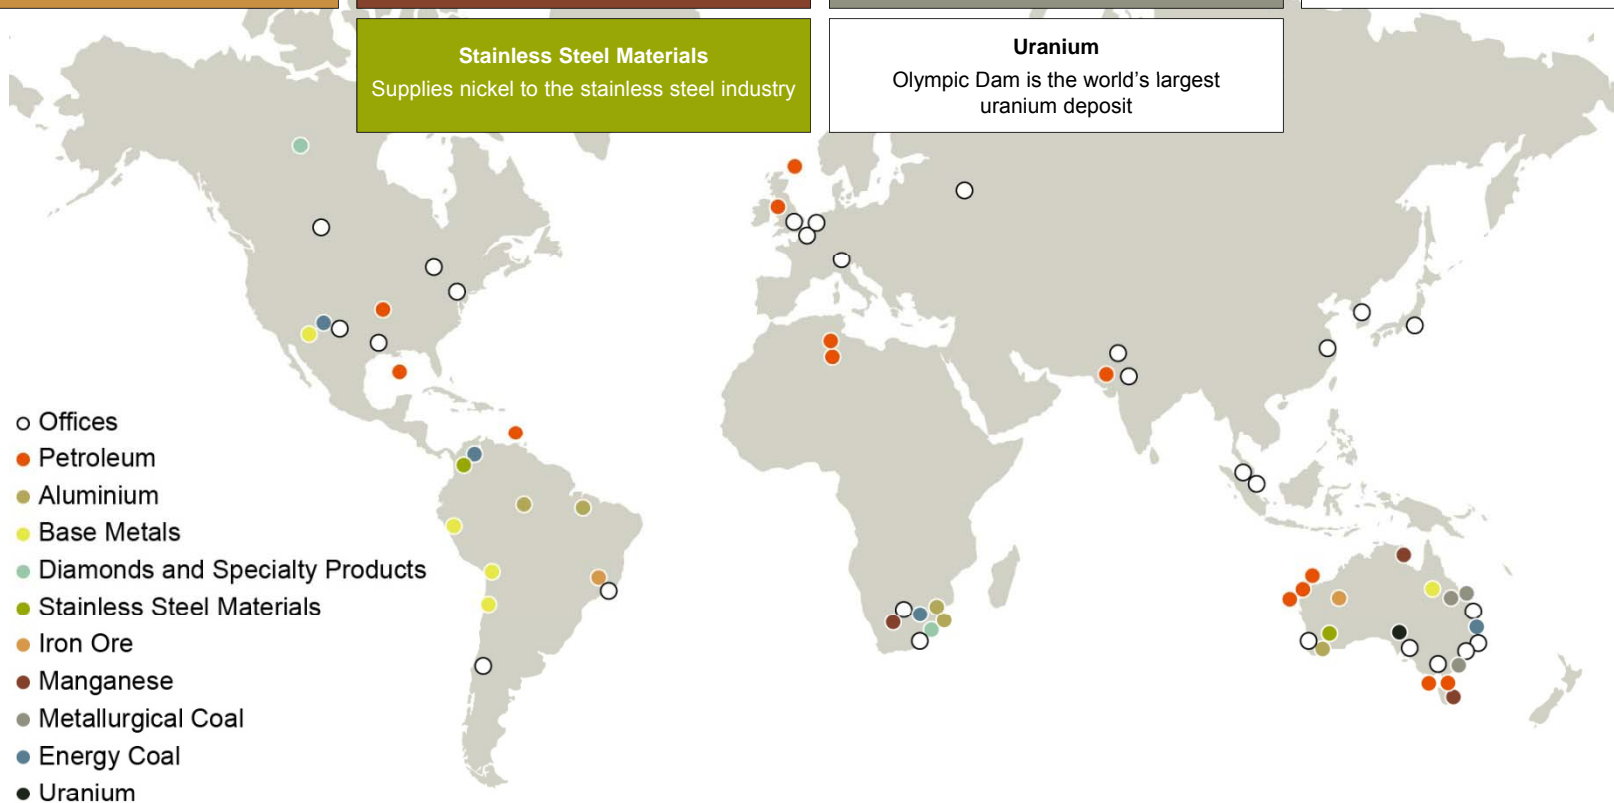 Stainless Steel Materials
Supplies nickel to the stainless steel industry
Uranium
Olympic Dam is the world’s largest
uranium deposit
Offices
Petroleum
Aluminium
Base Metals
Diamonds and Specialty Products
Stainless Steel Materials
Iron Ore
Manganese
Metallurgical Coal
Energy Coal
Uranium